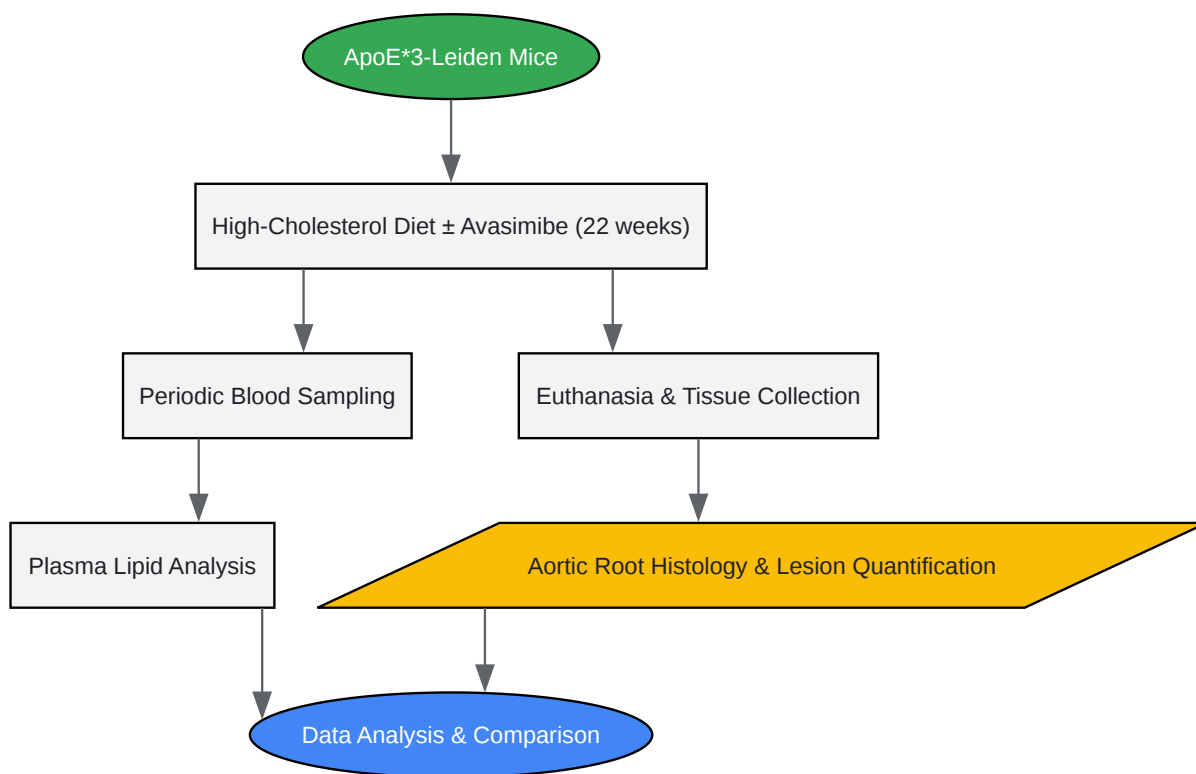 ApoE*3-Leiden Mice
High-Cholesterol Diet ± Avasimibe (22 weeks)
Periodic Blood Sampling
Euthanasia & Tissue Collection
Plasma Lipid Analysis
Aortic Root Histology & Lesion Quantification
Data Analysis & Comparison